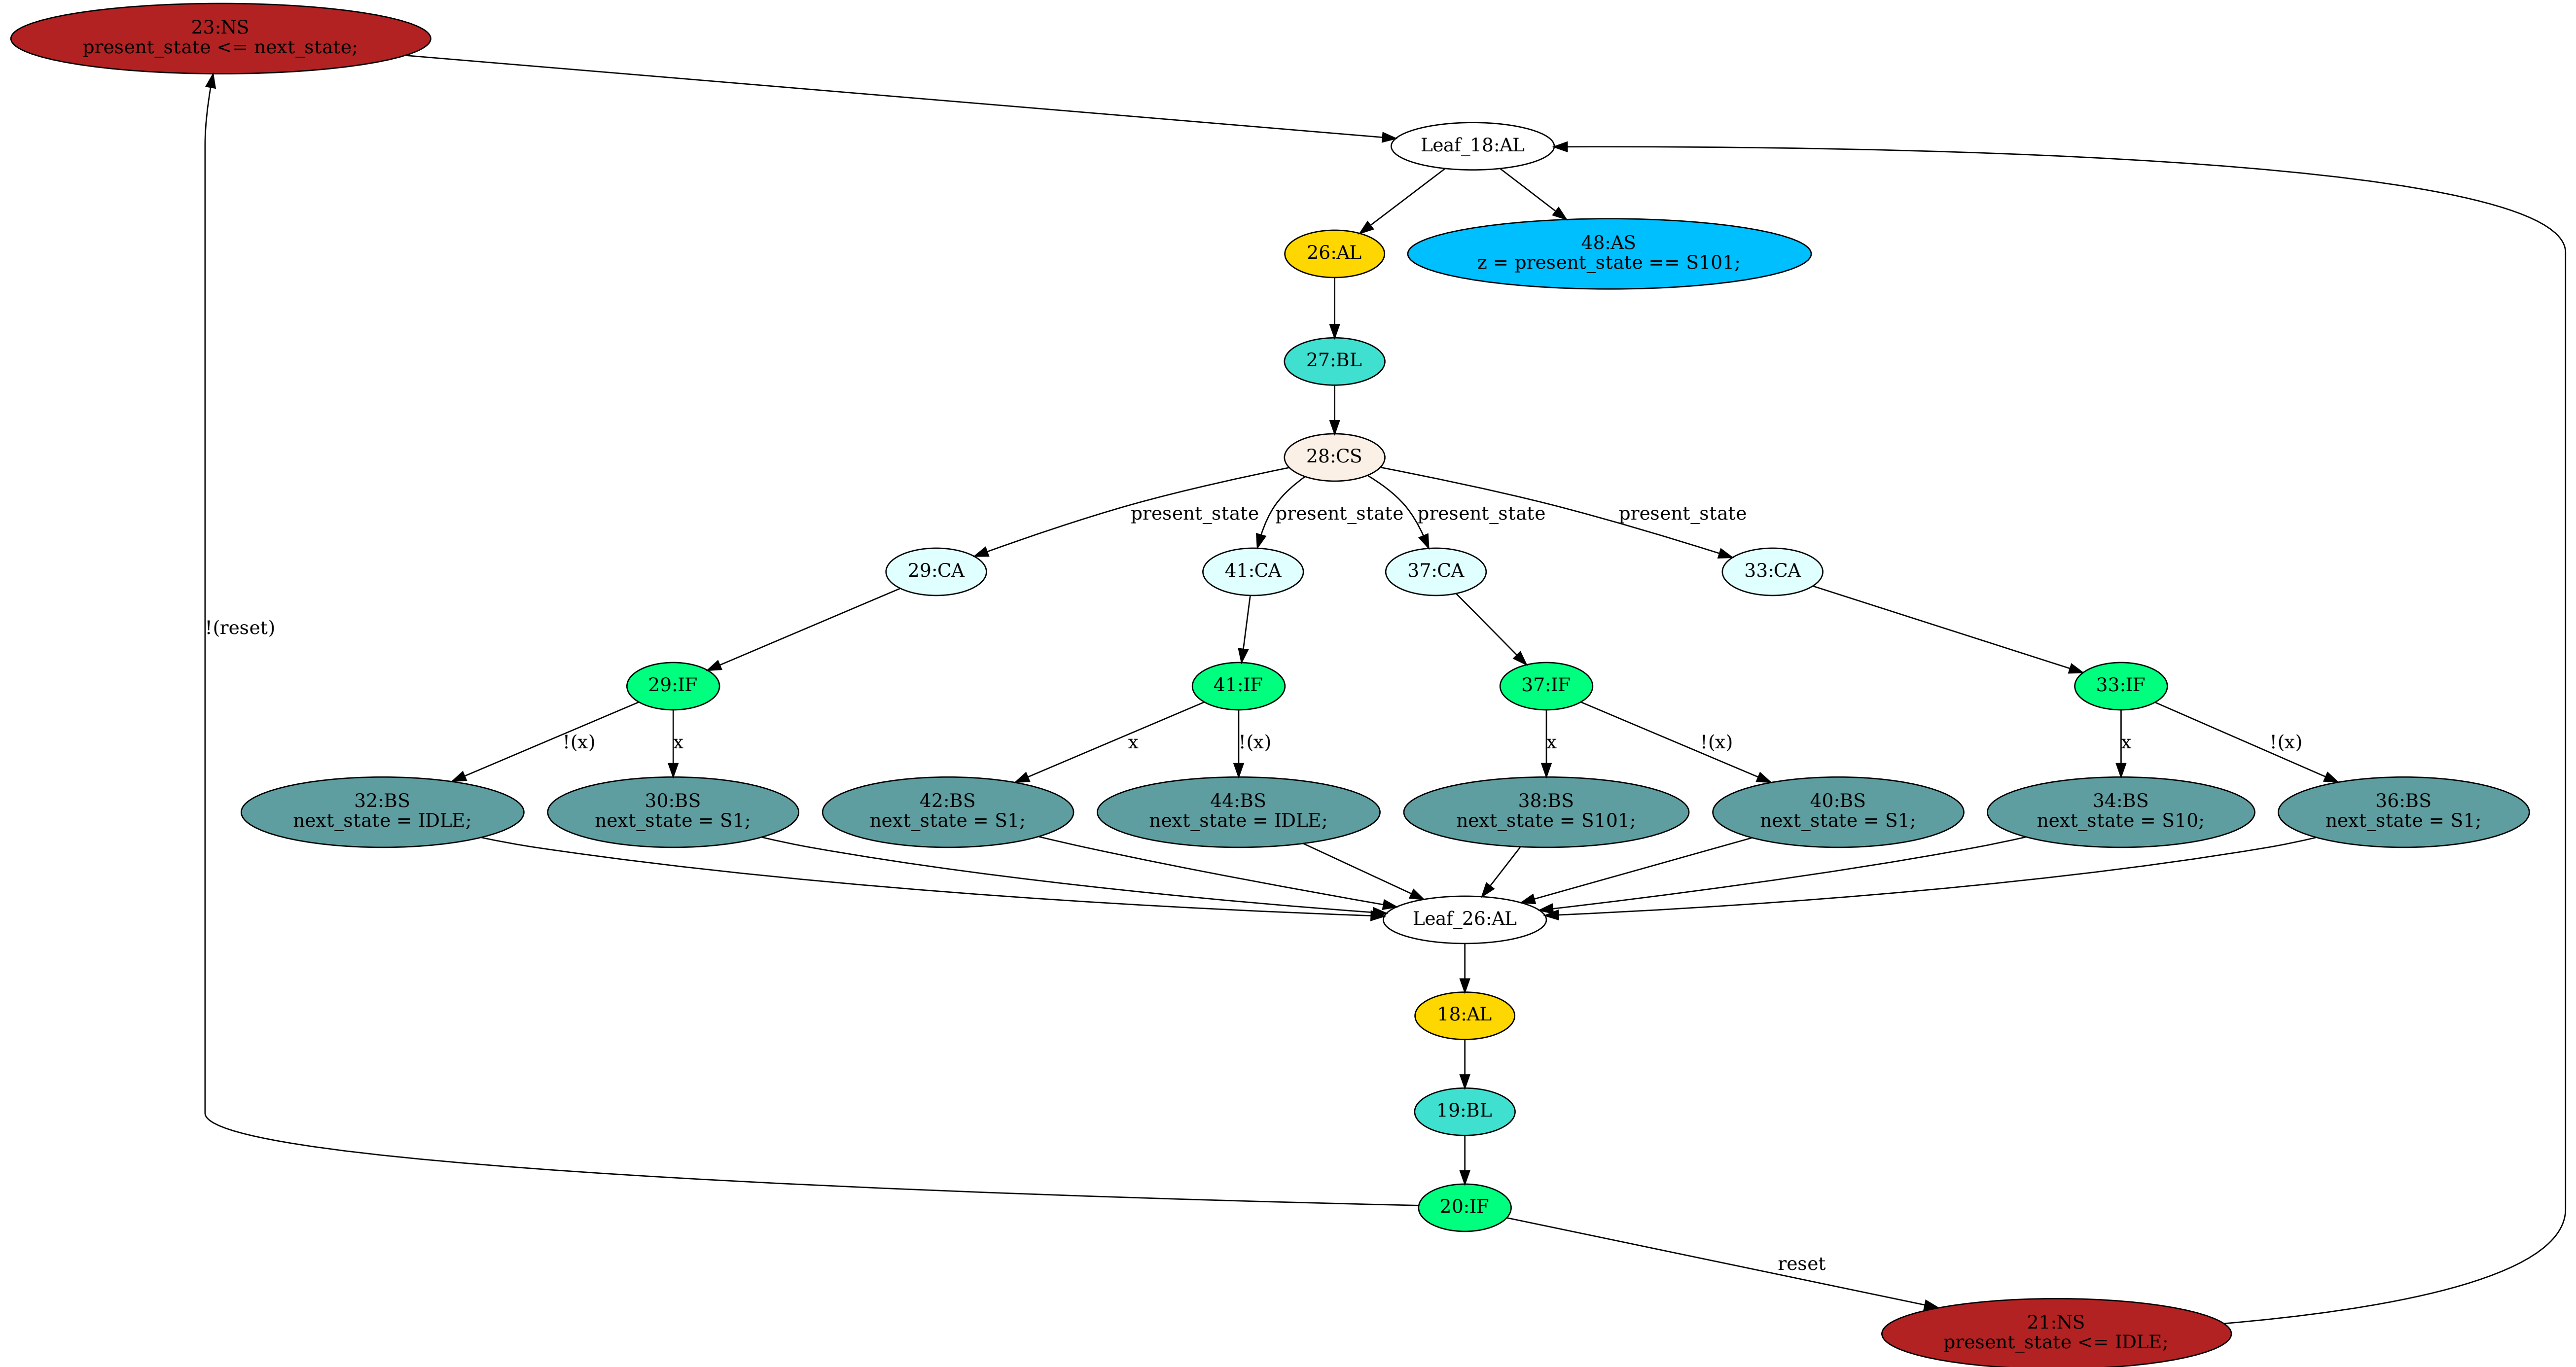 23:NS
present_state <= next_state;
Leaf_18:AL
26:AL
48:AS
z = present_state == S101;
27:BL
28:CS
present_state
present_state
present_state
present_state
29:CA
41:CA
37:CA
33:CA
!(reset)
29:IF
41:IF
37:IF
33:IF
!(x)
x
x
!(x)
x
!(x)
x
!(x)
32:BS
next_state = IDLE;
30:BS
next_state = S1;
42:BS
next_state = S1;
44:BS
next_state = IDLE;
38:BS
next_state = S101;
40:BS
next_state = S1;
34:BS
next_state = S10;
36:BS
next_state = S1;
Leaf_26:AL
18:AL
19:BL
20:IF
reset
21:NS
present_state <= IDLE;